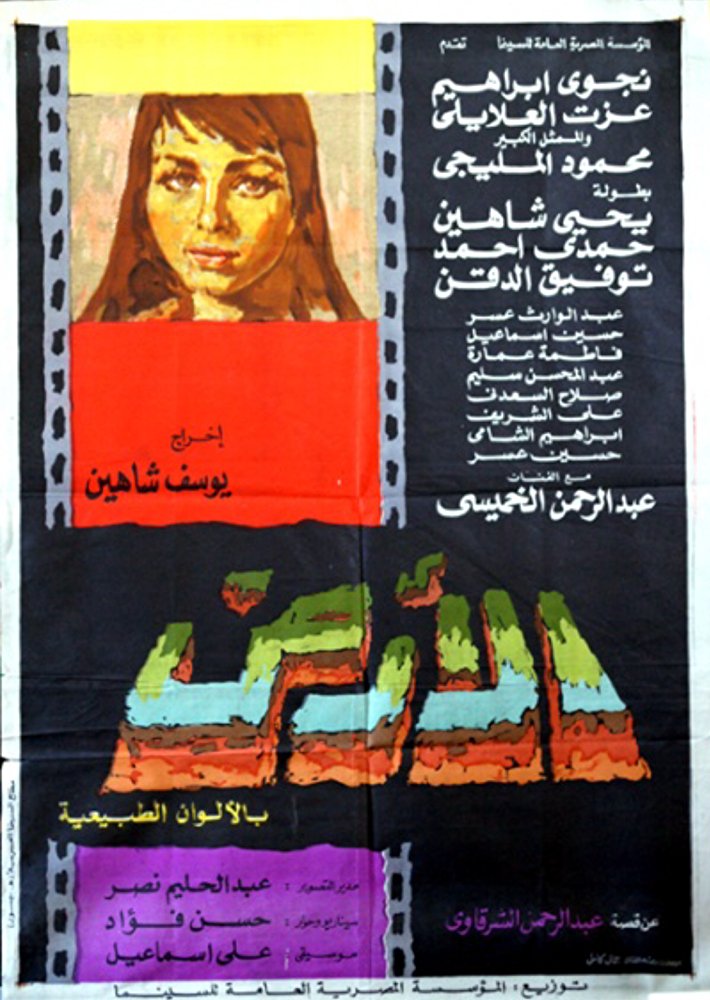 المؤسسة المصرية العامة للسينما تقدم
نجوى ابراهيم
عزت العلايلى
والممثل الكبير
محمود المليجى
بطولة
يحيى شاهين
حمدى احمد
توفيق الدقن
عبد الوارث عسر
حسين اسماعيل
فاطمة عمارة
عبد المحسن سليم
صلاح السعدنى
على الشريف
ابراهيم الشامى
حسين عسر
مع الفنان
عبد الرحمن الخميسى
إخراج
يوسف شاهين
الأرض
بالألوان الطبيعية
مدير التصوير : عبد الحليم نصر
سيناريو وحوار : حسن فؤاد
موسيقى : على اسماعيل
عن قصة عبد الرحمن الشرقاوى
توزيع : المؤسسة المصرية العامة للسينما